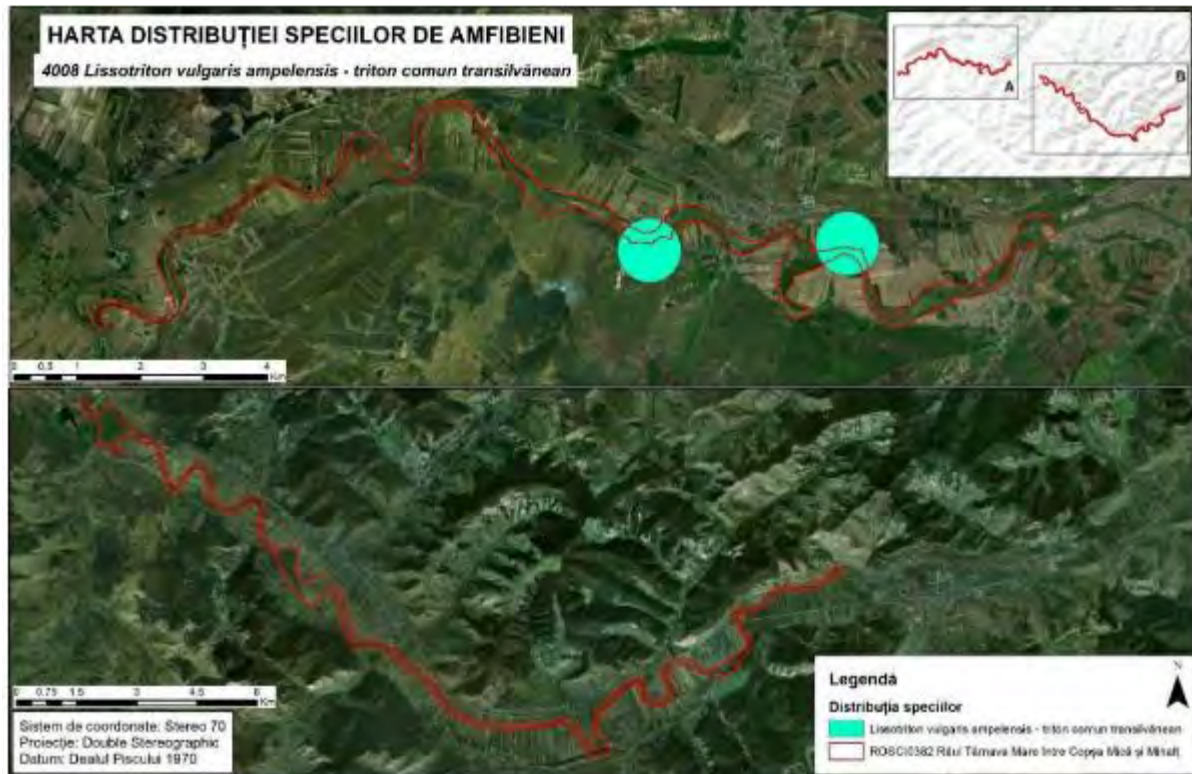 HARTA DISTRIBUȚIEI SPECIILOR DE AMFIBIENI
4008 Lissotriton vulgaris ampelensis - triton comun transilvănean
A
B
0 0.5 1 2 3 4
Km
0 0.75 1.5 3 4.5 6
Km
Sistem de coordonate: Stereo 70
Proiecție: Double Stereographic
Datum: Dealul Piscului 1970
N
Legendă
Distribuția speciilor
Lissotriton vulgaris ampelensis - triton comun transilvănean
ROSCI0382 Râul Târnava Mare între Copșa Mică și Mihalț